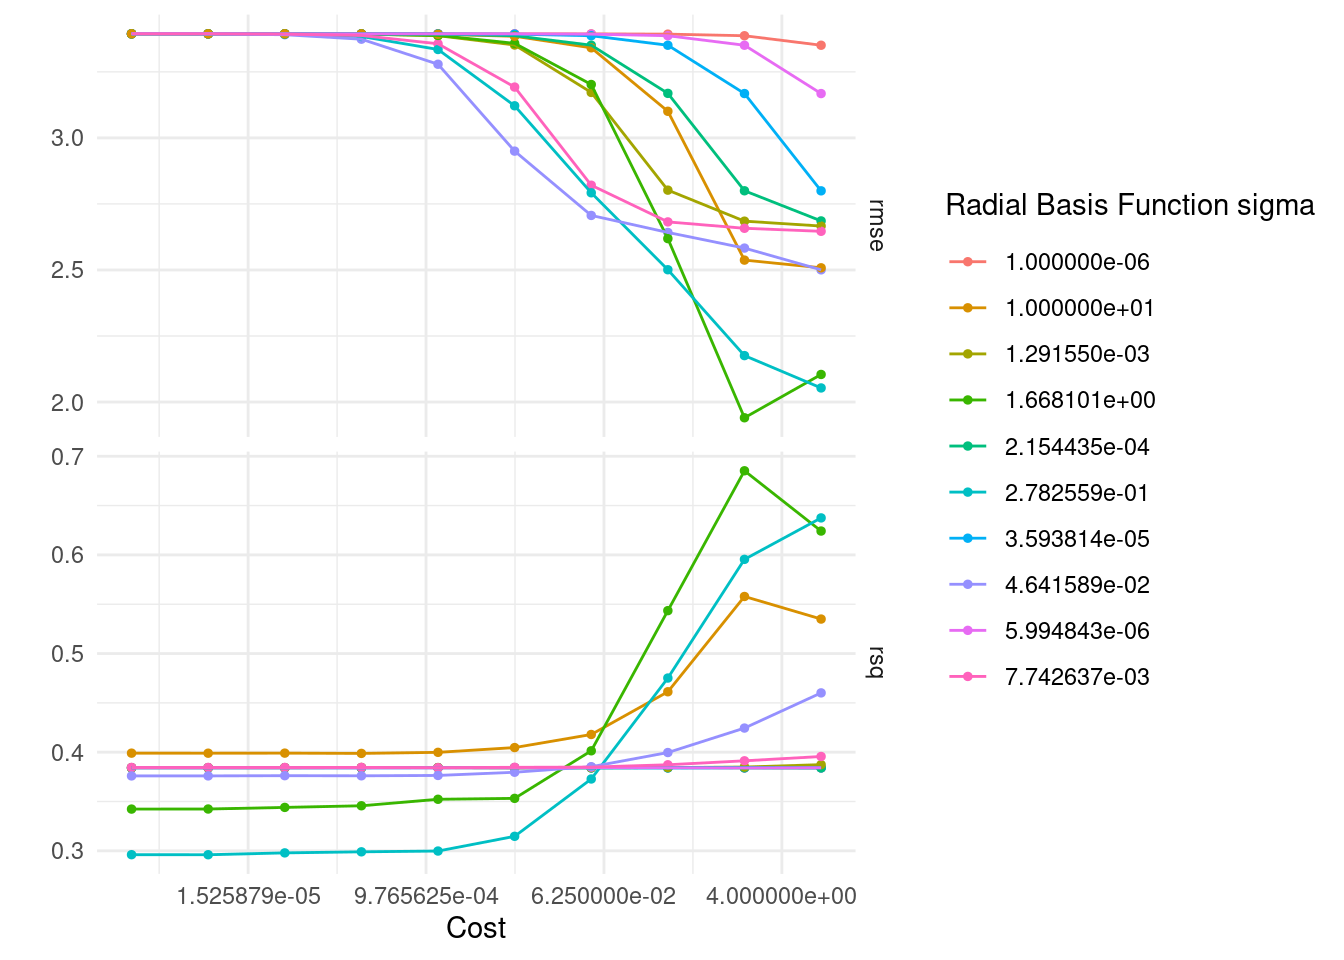 3.0
2.5
2.0
rmse
0.7
0.6
0.5
0.4
0.3
rsq
1.525879e-05
9.765625e-04
6.250000e-02
4.000000e+00
Cost
Radial Basis Function sigma
1.000000e-06
1.000000e+01
1.291550e-03
1.668101e+00
2.154435e-04
2.782559e-01
3.593814e-05
4.641589e-02
5.994843e-06
7.742637e-03